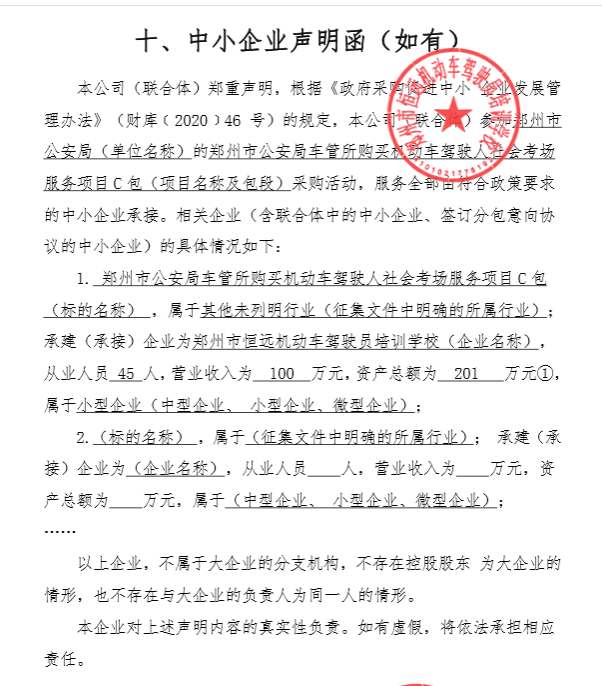 十、中小企业声明函（如有）
本公司（联合体）郑重声明，根据《政府采购促进中小 企业发展管
理办法》（财库﹝2020﹞46 号）的规定，本公司（联合体）参加郑州市
公安局（单位名称）的郑州市公安局车管所购买机动车驾驶人社会考场
服务项目C包（项目名称及包段）采购活动，服务全部由符合政策要求
的中小企业承接。相关企业（含联合体中的中小企业、签订分包意向协
议的中小企业）的具体情况如下：
1. 郑州市公安局车管所购买机动车驾驶人社会考场服务项目C包
（标的名称），属于其他未列明行业（征集文件中明确的所属行业）；
承建（承接）企业为郑州市恒远机动车驾驶员培训学校（企业名称），
从业人员 45 人，营业收入为 100 万元，资产总额为 201 万元①，
属于小型企业（中型企业、 小型企业、微型企业）；
2.（标的名称），属于（征集文件中明确的所属行业）； 承建（承
接）企业为（企业名称），从业人员____人，营业收入为____万元，资
产总额为____万元，属于（中型企业、 小型企业、微型企业）；
……
以上企业，不属于大企业的分支机构，不存在控股股东 为大企业的
情形，也不存在与大企业的负责人为同一人的情形。
本企业对上述声明内容的真实性负责。如有虚假，将依法承担相应
责任。
郑州市恒远机动车驾驶员培训学校